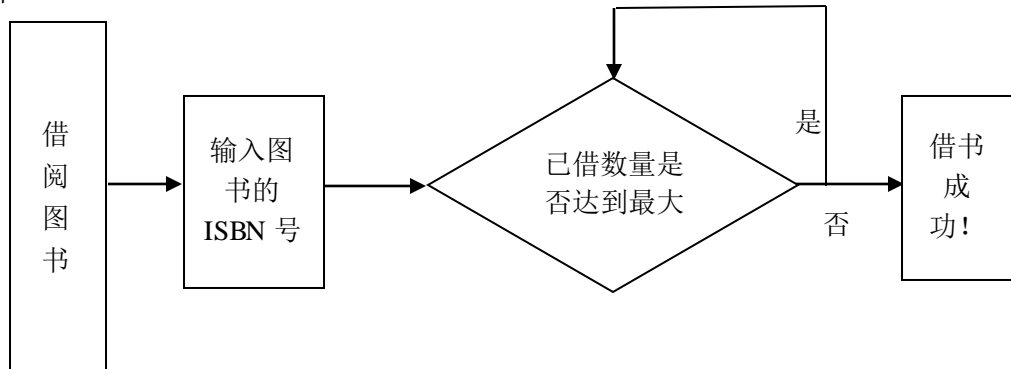 借
阅
图
书
输入图
书的
ISBN 号
已借数量是
否达到最大
是
否
借书
成
功！